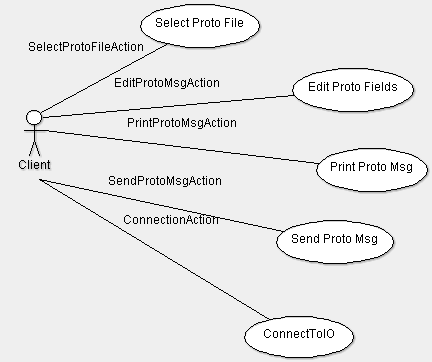 Select Proto File
SelectProtoFileAction
EditProtoMsgAction
Edit Proto Fields
PrintProtoMsgAction
Client
Print Proto Msg
SendProtoMsgAction
ConnectionAction
Send Proto Msg
ConnectToIO